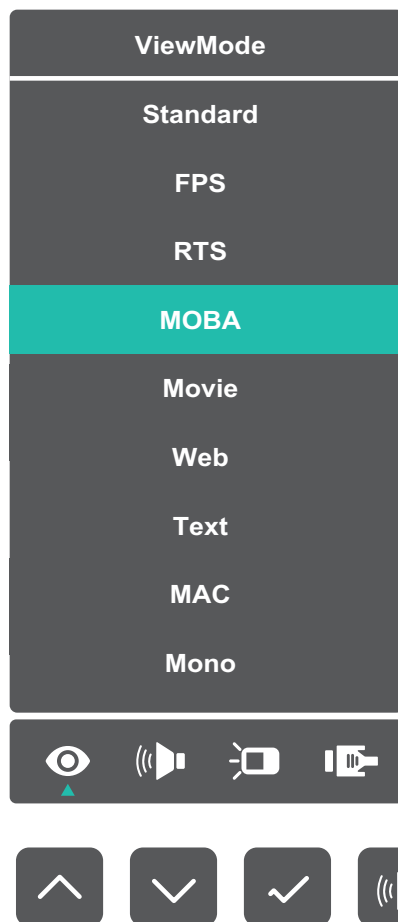 ViewMode
Standard
FPS
RTS
MOBA
Movie
Web
Text
MAC
Mono